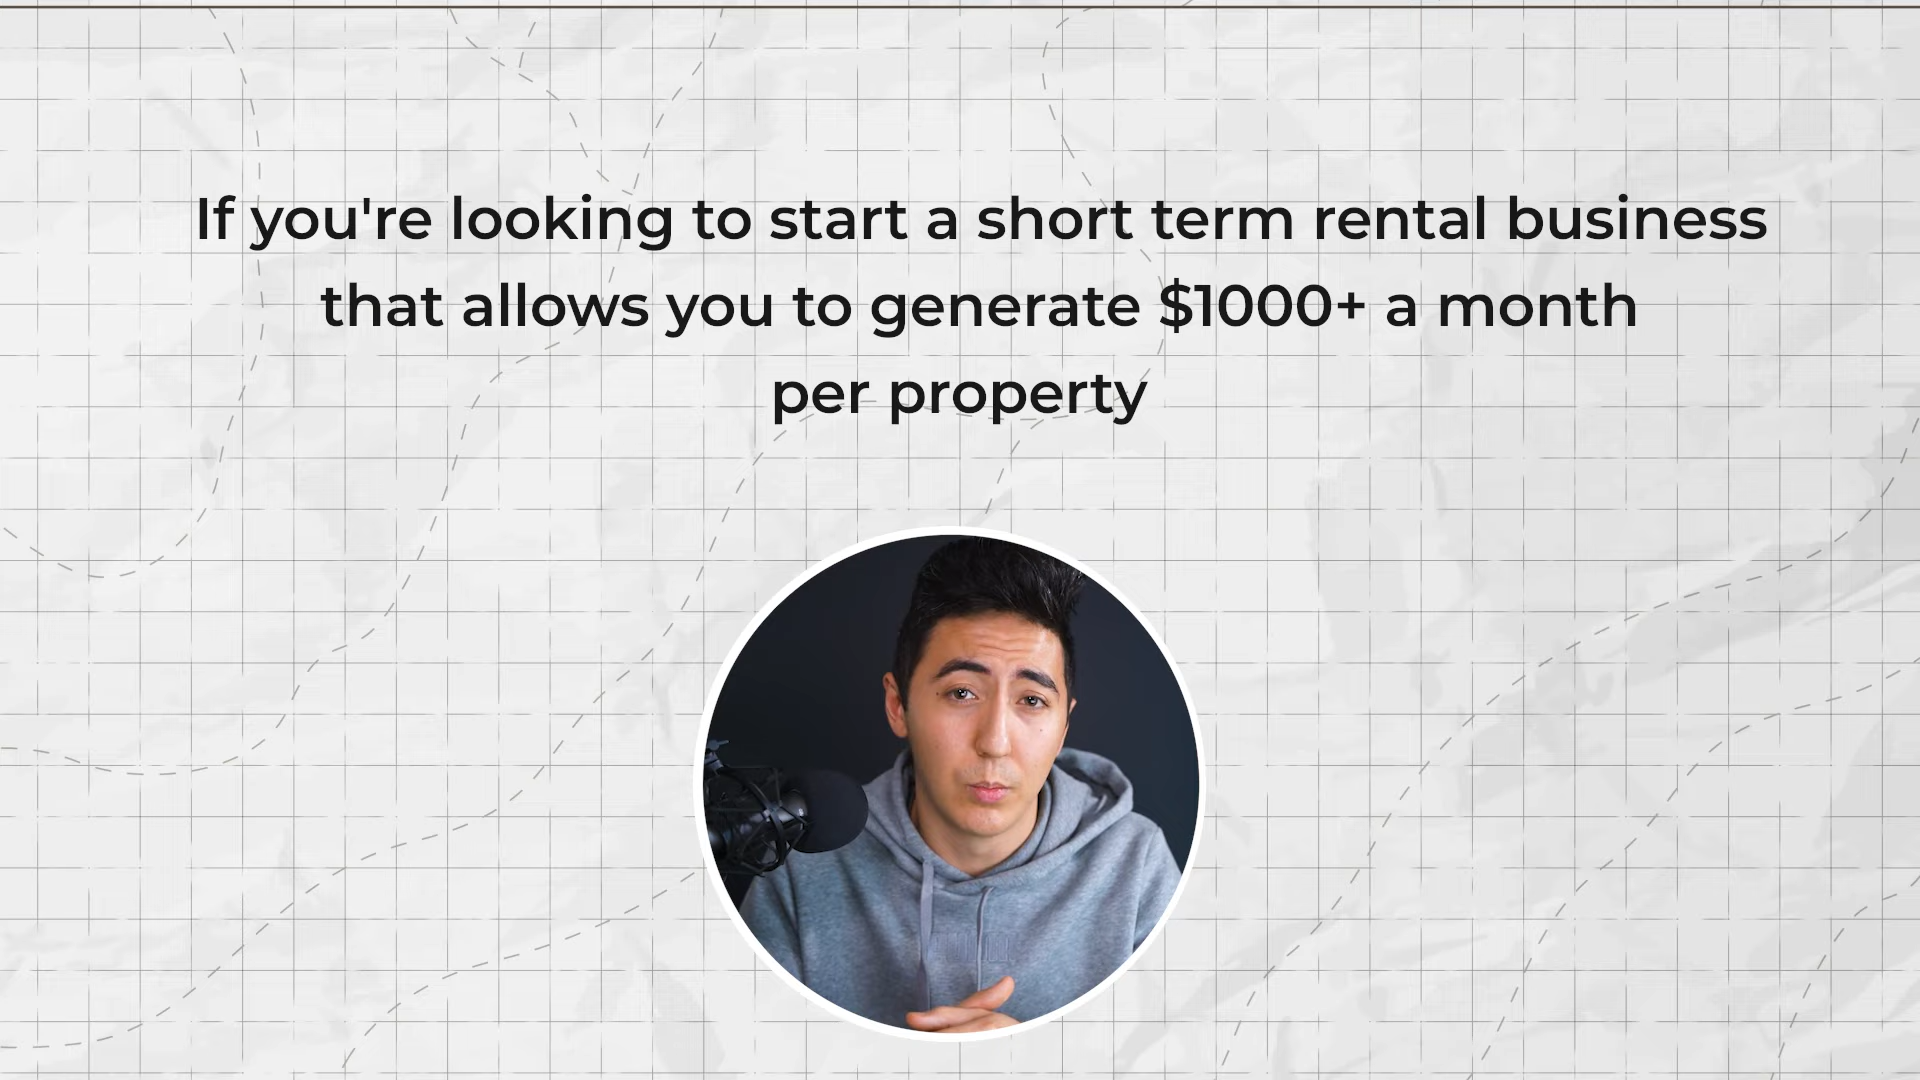 If you're looking to start a short term rental business
that allows you to generate $1000+ a month
per property